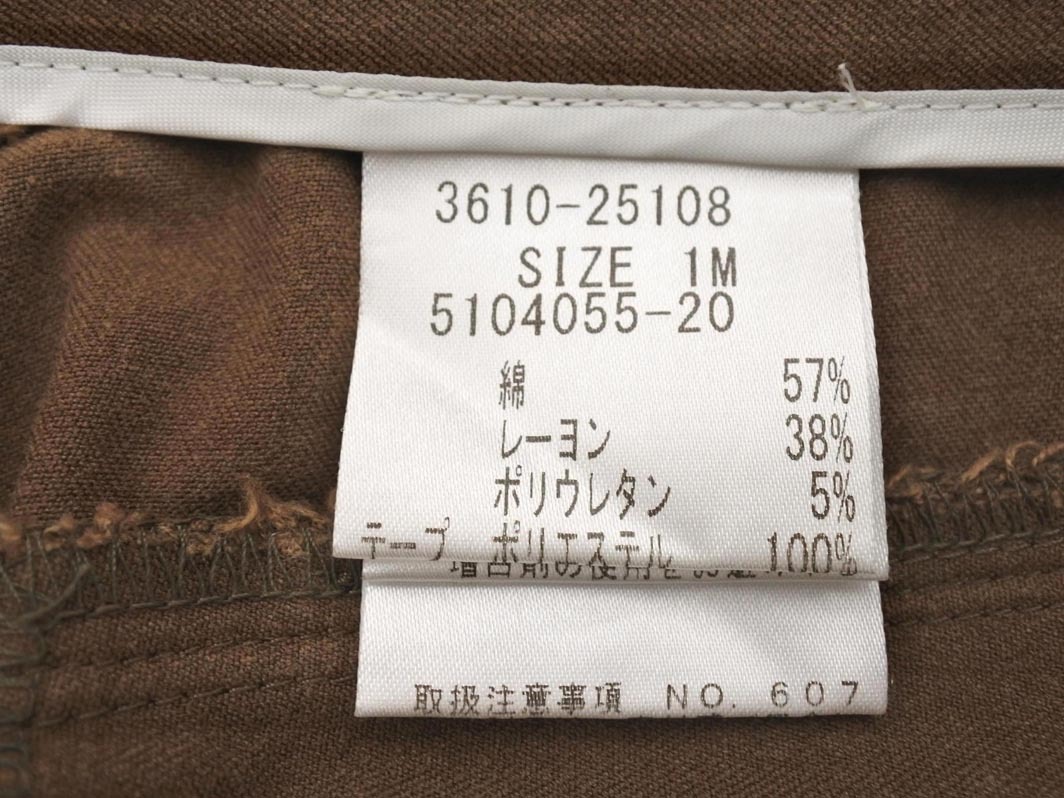 3610-25108
SIZE 1M
5104055-20
綿 57%
レーヨン 38%
ポリウレタン 5%
テープ ポリエステル 100%
取扱注意事項 NO. 607